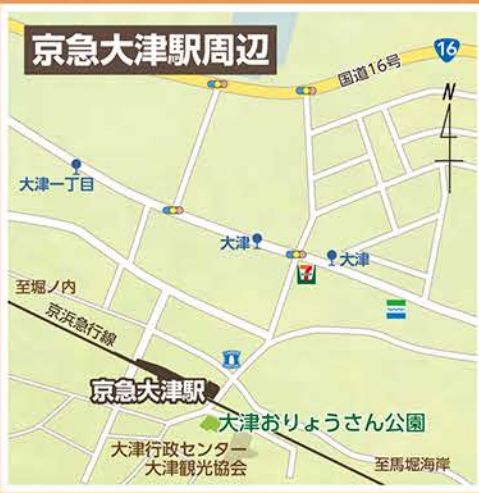 京急大津駅周辺
16
国道16号
N
大津一丁目
大津
大津
7
至堀ノ内
京浜急行線
京急大津駅
大津おりょうさん公園
大津行政センター
大津観光協会
至馬堀海岸